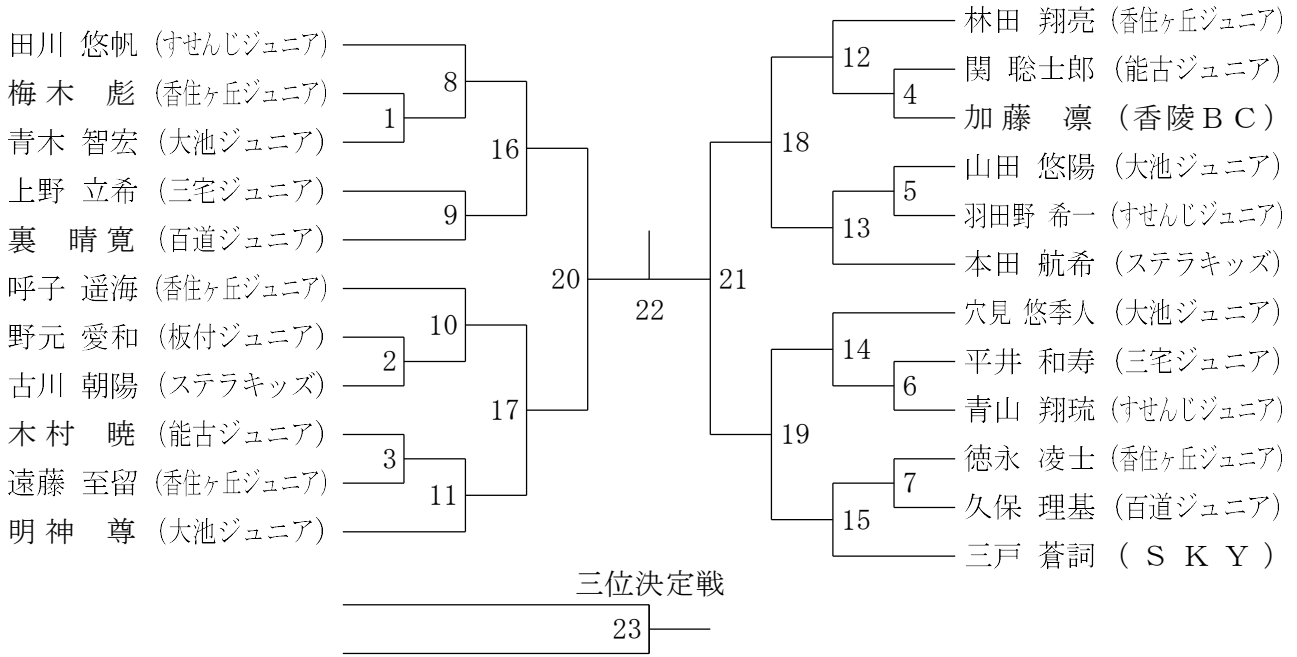 田川 悠帆 (すせんじジュニア)
梅木 彪 (香住ヶ丘ジュニア)
青木 智宏 (大池ジュニア)
上野 立希 (三宅ジュニア)
裏 晴寛 (百道ジュニア)
呼子 遥海 (香住ヶ丘ジュニア)
野元 愛和 (板付ジュニア)
古川 朝陽 (ステラキッズ)
木村 暁 (能古ジュニア)
遠藤 至留 (香住ヶ丘ジュニア)
明神 尊 (大池ジュニア)
8
1
16
9
20
10
2
17
3
11
22
12
4
18
5
13
21
14
6
19
7
15
林田 翔亮 (香住ヶ丘ジュニア)
関 聡士郎 (能古ジュニア)
加藤 凛 (香陵BC)
山田 悠陽 (大池ジュニア)
羽田野 希一 (すせんじジュニア)
本田 航希 (ステラキッズ)
穴見 悠季人 (大池ジュニア)
平井 和寿 (三宅ジュニア)
青山 翔琉 (すせんじジュニア)
徳永 凌士 (香住ヶ丘ジュニア)
久保 理基 (百道ジュニア)
三戸 蒼詞 (SKY)
三位決定戦
23